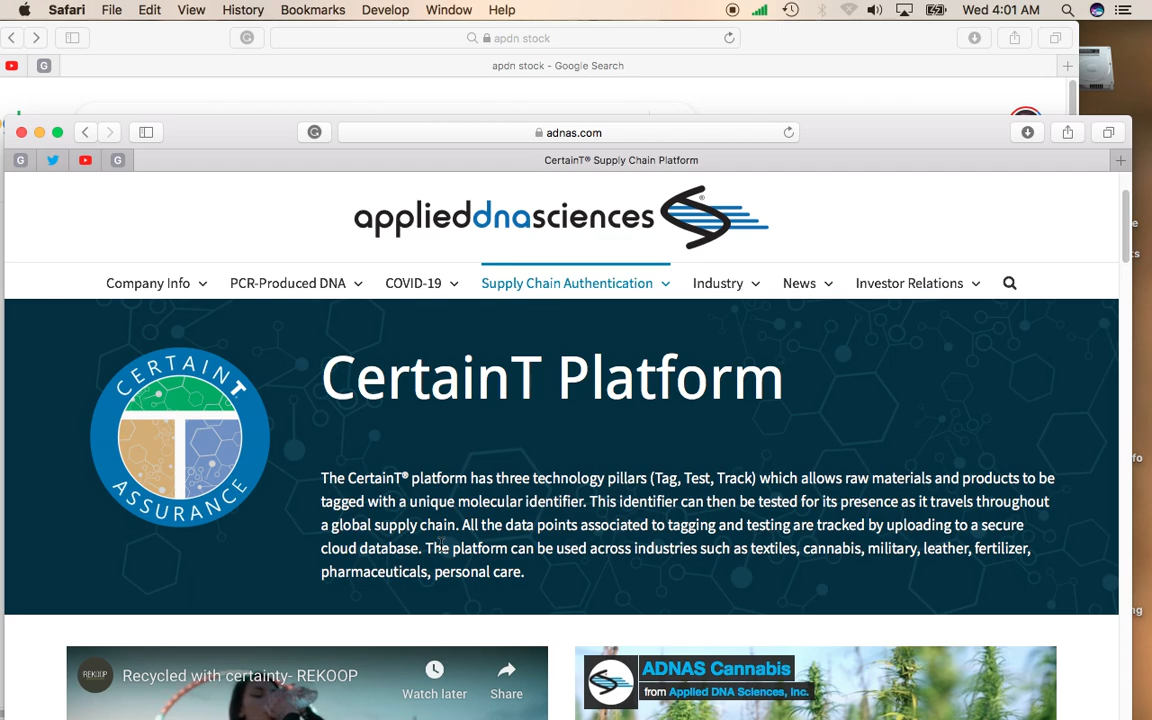 Safari File Edit View History Bookmarks Develop Window Help Wed 4:01 AM
apdn stock
G
apdn stock - Google Search
adnas.com
G G
CertainT® Supply Chain Platform
applieddnasciences ®
Company Info PCR-Produced DNA COVID-19 Supply Chain Authentication Industry News Investor Relations
CERTAINT
T
ASSURANCE
CertainT Platform
The CertainT® platform has three technology pillars (Tag, Test, Track) which allows raw materials and products to be
tagged with a unique molecular identifier. This identifier can then be tested for its presence as it travels throughout
a global supply chain. All the data points associated to tagging and testing are tracked by uploading to a secure
cloud database. The platform can be used across industries such as textiles, cannabis, military, leather, fertilizer,
pharmaceuticals, personal care.
REKOOP
Recycled with certainty- REKOOP
Watch later
Share
ADNAS Cannabis
from Applied DNA Sciences, Inc.